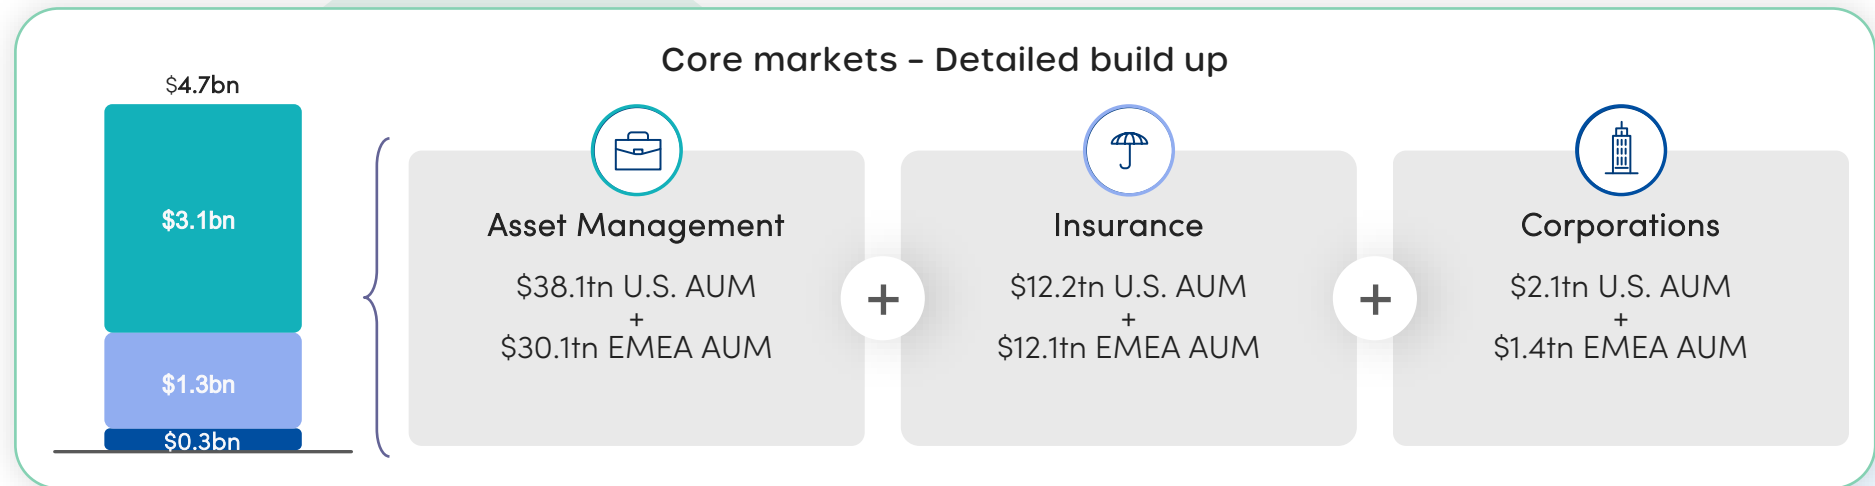 Core markets – Detailed build up
$4.7bn
$3.1bn
$1.3bn
$0.3bn
Asset Management
$38.1tn U.S. AUM
+
$30.1tn EMEA AUM
+
Insurance
$12.2tn U.S. AUM
+
$12.1tn EMEA AUM
+
Corporations
$2.1tn U.S. AUM
+
$1.4tn EMEA AUM